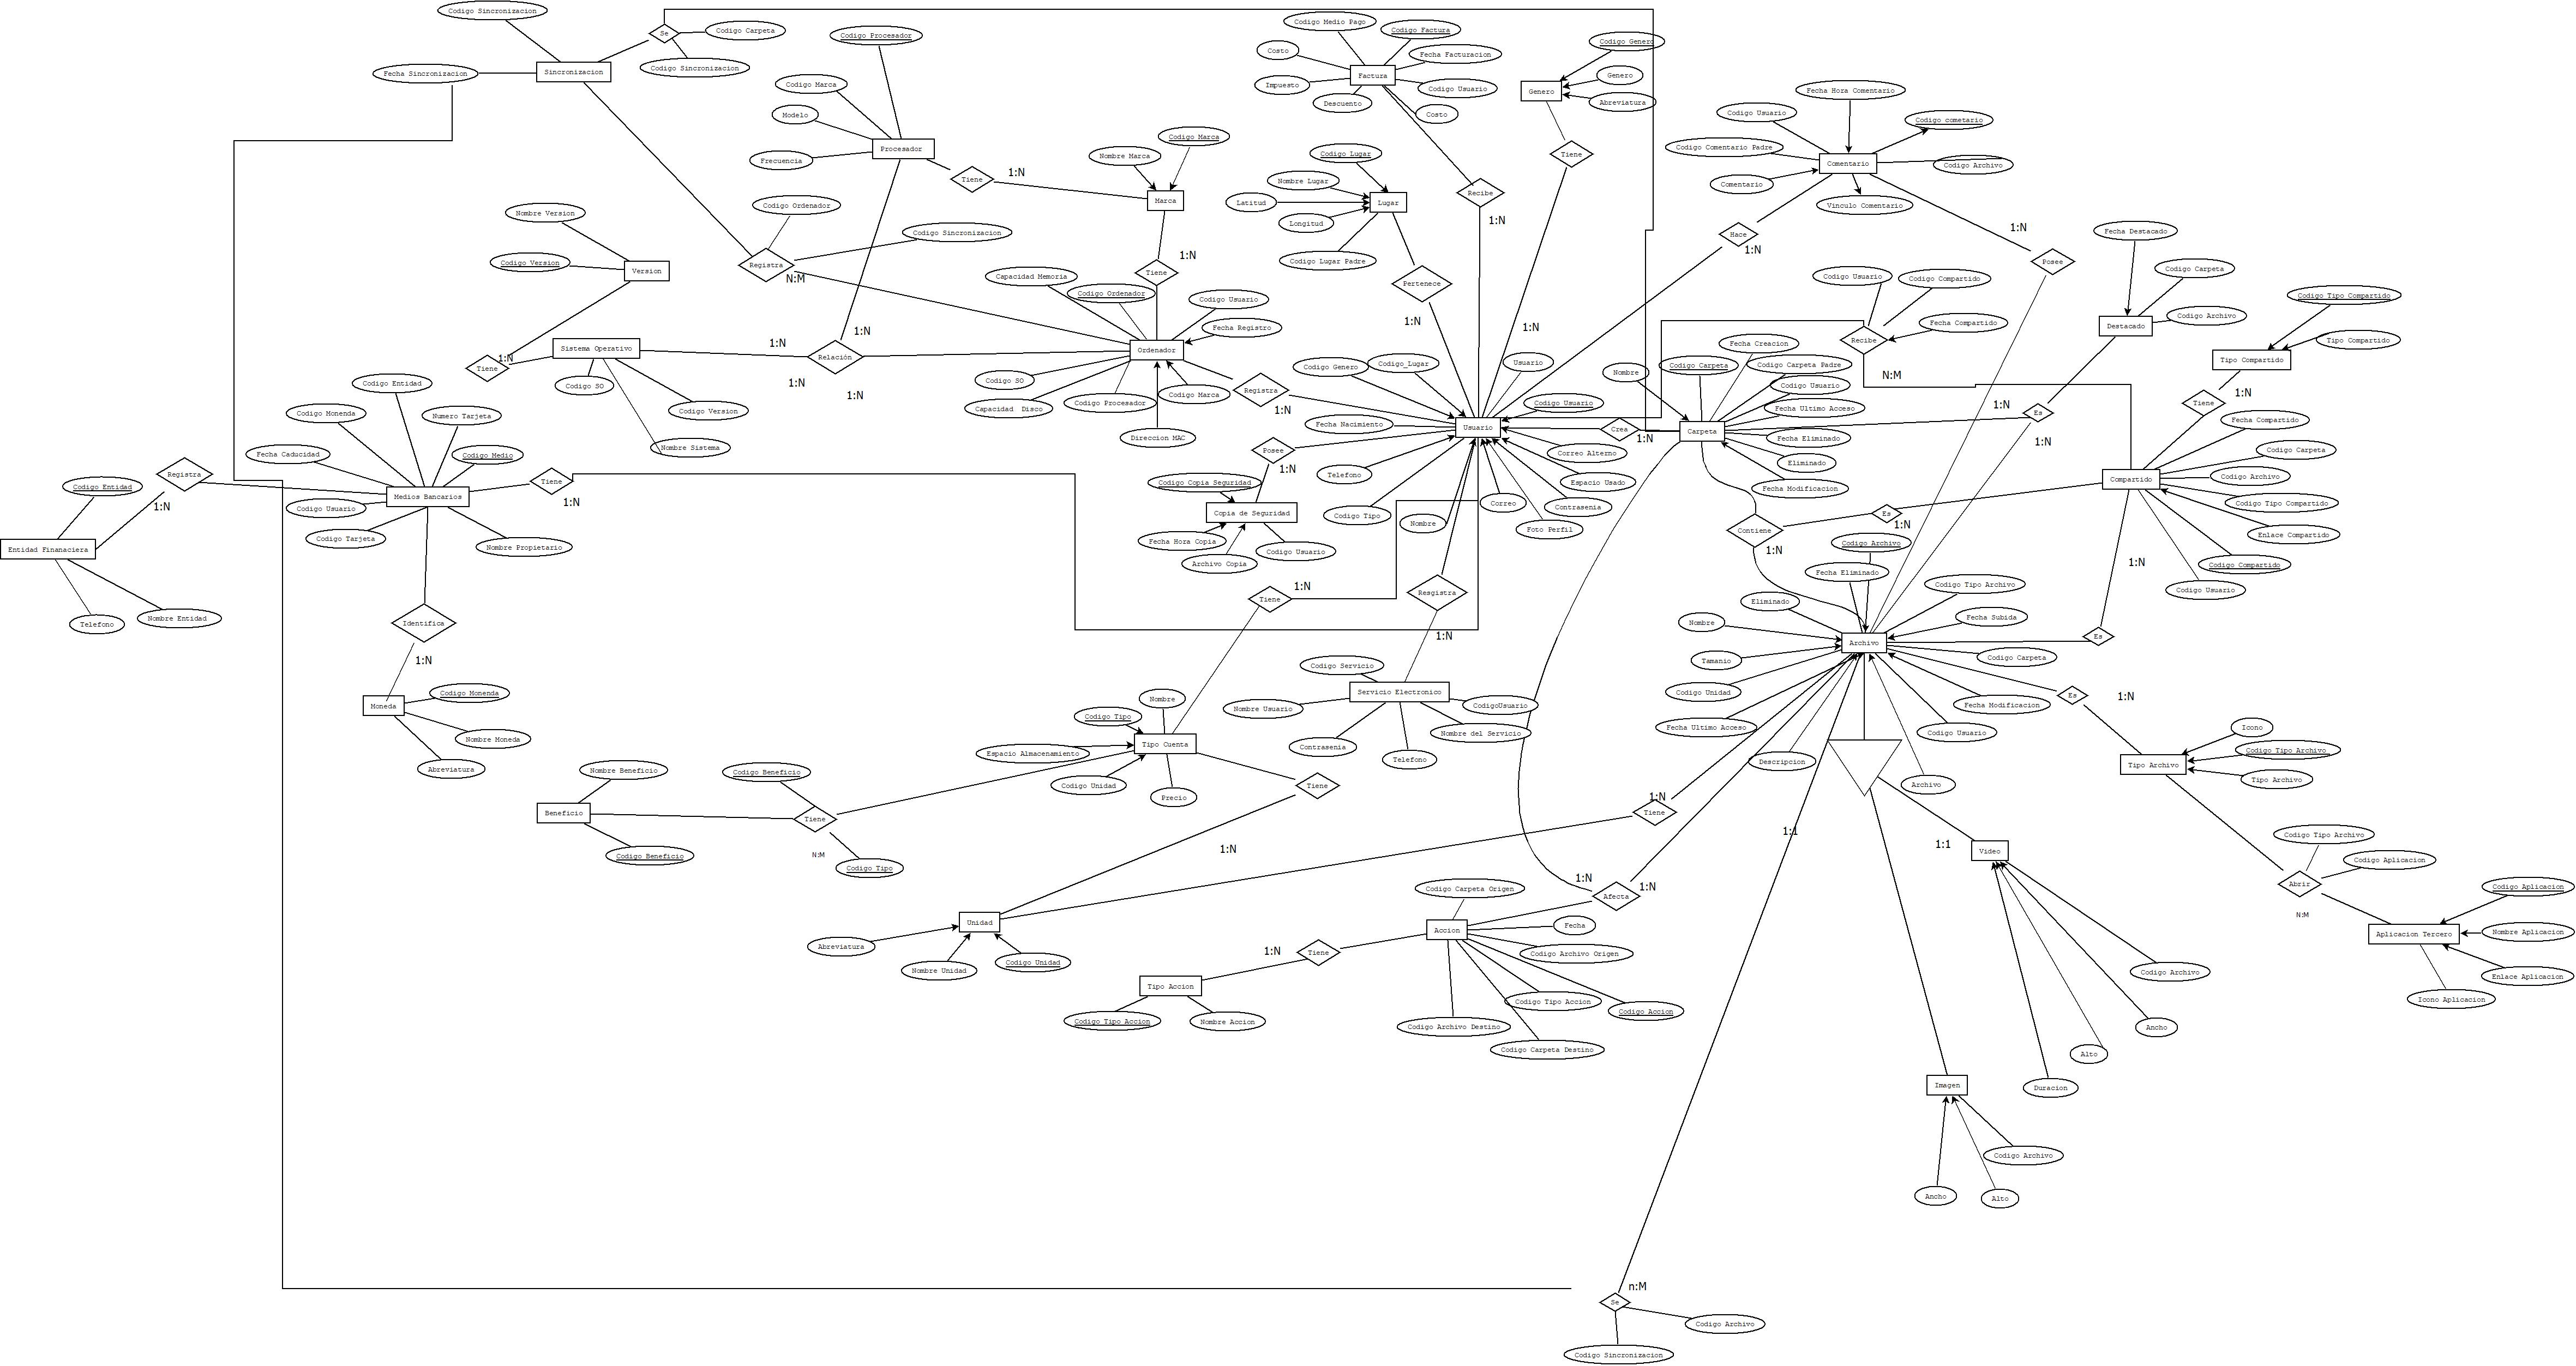 Codigo Sincronizacion
Se
Codigo Carpeta
Codigo Sincronizacion
Fecha Sincronizacion
Sincronizacion
Codigo Procesador
Codigo Marca
Modelo
Frecuencia
Procesador
Tiene
1:N
Nombre Marca
Codigo Marca
Marca
Tiene
1:N
Codigo Medio Pago
Codigo Factura
Costo
Fecha Facturacion
Factura
Impuesto
Codigo Usuario
Descuento
Costo
Recibe
1:N
Codigo Genero
Genero
Genero
Abreviatura
Tiene
1:N
Codigo Lugar
Nombre Lugar
Latitud
Lugar
Longitud
Codigo Lugar Padre
Pertenece
1:N
Fecha Hora Comentario
Codigo Usuario
Codigo cometario
Codigo Comentario Padre
Comentario
Codigo Archivo
Comentario
Vinculo Comentario
Hace
1:N
1:N
Posee
Fecha Destacado
Codigo Carpeta
Codigo Archivo
Destacado
Codigo Usuario
Codigo Compartido
Fecha Compartido
Recibe
N:M
Codigo Tipo Compartido
Tipo Compartido
Tipo Compartido
Tiene
1:N
Nombre Version
Codigo Version
Version
Tiene
1:N
Codigo Ordenador
Codigo Sincronizacion
Registra
N:M
1:N
Sistema Operativo
Codigo SO
Codigo Version
Nombre Sistema
1:N
Relación
1:N
1:N
Capacidad Memoria
Codigo Ordenador
Codigo Usuario
Fecha Registro
Ordenador
Codigo SO
Capacidad  Disco
Codigo Procesador
Codigo Marca
Direccion MAC
Registra
1:N
Codigo Genero
Codigo_Lugar
Usuario
Codigo Usuario
Fecha Nacimiento
Usuario
Correo Alterno
Telefono
Espacio Usado
Codigo Tipo
Nombre
Correo
Contrasenia
Foto Perfil
Crea
1:N
Posee
1:N
Codigo Copia Seguridad
Copia de Seguridad
Fecha Hora Copia
Archivo Copia
Codigo Usuario
Nombre
Codigo Carpeta
Fecha Creacion
Codigo Carpeta Padre
Codigo Usuario
Fecha Ultimo Acceso
Carpeta
Fecha Eliminado
Eliminado
Fecha Modificacion
1:N
Es
1:N
Contiene
1:N
Es
1:N
Fecha Compartido
Codigo Carpeta
Compartido
Codigo Archivo
Codigo Tipo Compartido
Enlace Compartido
Codigo Compartido
Codigo Usuario
1:N
Es
Codigo Entidad
Codigo Monenda
Numero Tarjeta
Fecha Caducidad
Codigo Medio
Medios Bancarios
Codigo Usuario
Codigo Tarjeta
Nombre Propietario
Tiene
1:N
Registra
1:N
Codigo Entidad
Entidad Finanaciera
Telefono
Nombre Entidad
Identifica
1:N
Moneda
Codigo Monenda
Nombre Moneda
Abreviatura
Tiene
1:N
Resgistra
1:N
Codigo Servicio
Servicio Electronico
Nombre Usuario
CodigoUsuario
Contrasenia
Nombre del Servicio
Telefono
Codigo Archivo
Fecha Eliminado
Codigo Tipo Archivo
Eliminado
Nombre
Fecha Subida
Archivo
Tamanio
Codigo Carpeta
Codigo Unidad
Fecha Modificacion
Fecha Ultimo Acceso
Codigo Usuario
Descripcion
Archivo
Es
1:N
Icono
Codigo Tipo Archivo
Tipo Archivo
Tipo Archivo
Nombre
Codigo Tipo
Espacio Almacenamiento
Tipo Cuenta
Codigo Unidad
Precio
Tiene
1:N
Nombre Beneficio
Beneficio
Codigo Beneficio
Codigo Beneficio
Tiene
N:M
Codigo Tipo
1:N
Tiene
1:1
1:1
Video
Codigo Archivo
Ancho
Alto
Duracion
Codigo Tipo Archivo
Codigo Aplicacion
Abrir
N:M
Codigo Aplicacion
Aplicacion Tercero
Nombre Aplicacion
Enlace Aplicacion
Icono Aplicacion
1:N
1:N
Afecta
Unidad
Abreviatura
Nombre Unidad
Codigo Unidad
Codigo Carpeta Origen
Accion
Fecha
Codigo Archivo Origen
Codigo Tipo Accion
Codigo Accion
Codigo Archivo Destino
Codigo Carpeta Destino
Tiene
1:N
Tipo Accion
Codigo Tipo Accion
Nombre Accion
Imagen
Codigo Archivo
Ancho
Alto
n:M
Se
Codigo Archivo
Codigo Sincronizacion